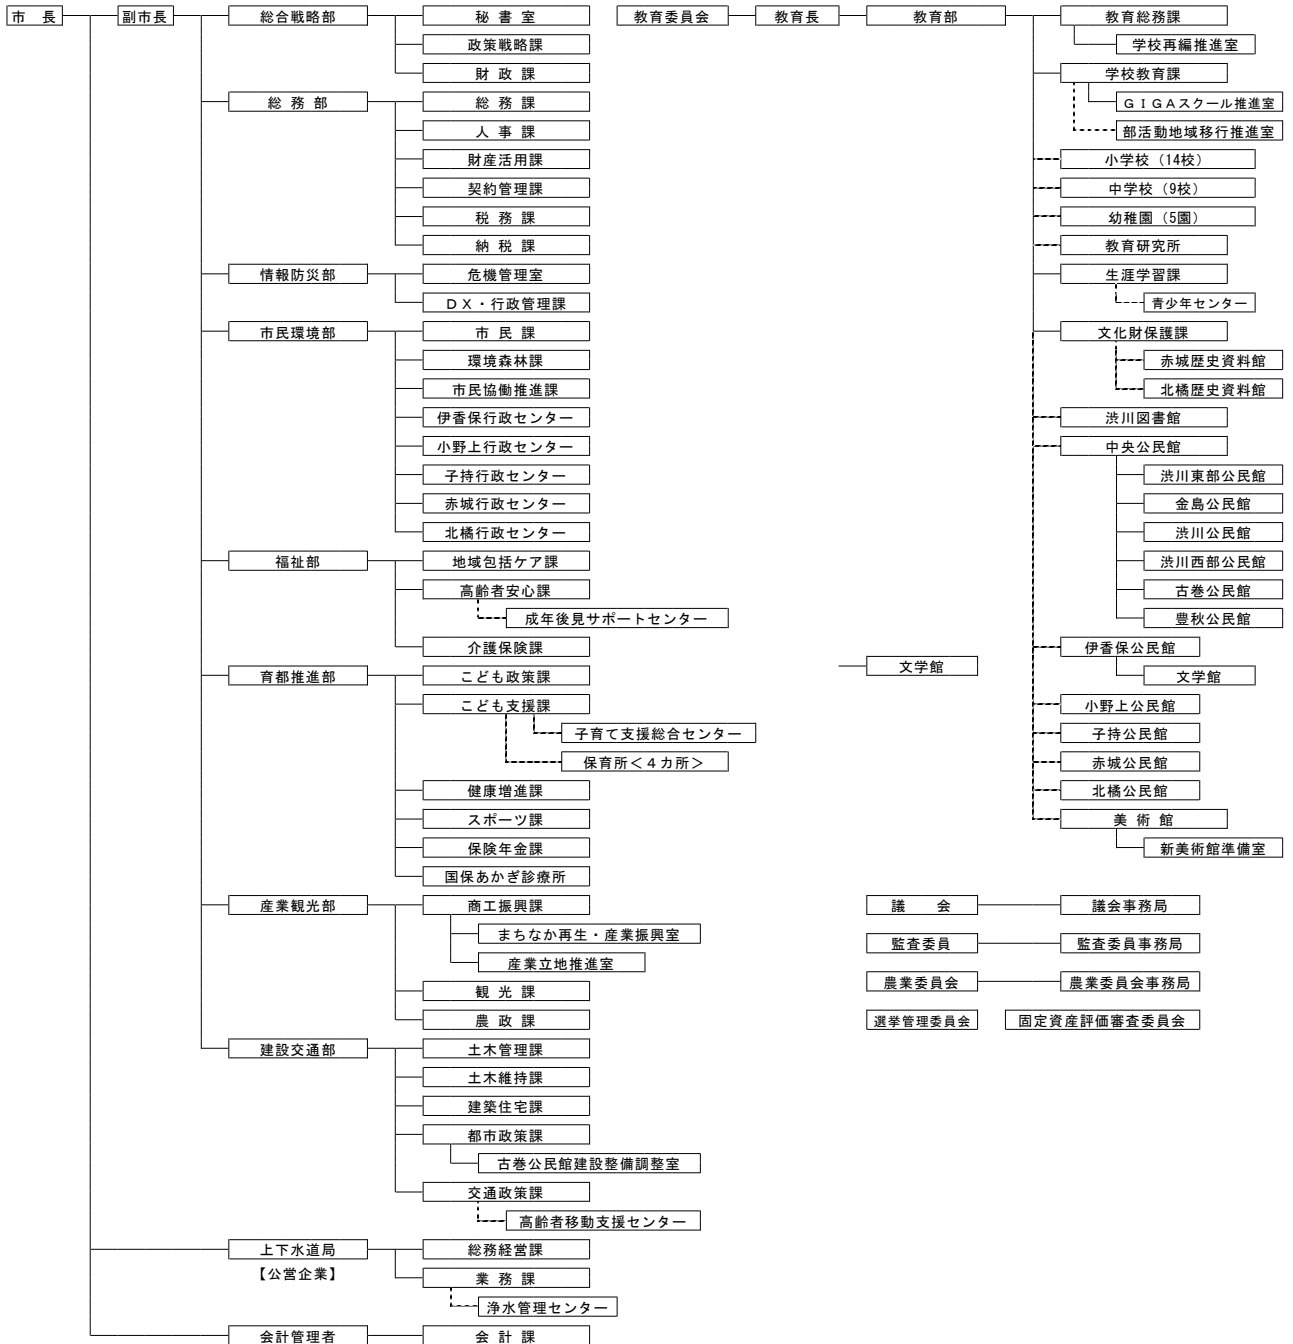 市　長
副市長
総合戦略部
秘 書 室
政策戦略課
財 政 課
総 務 部
総 務 課
人 事 課
財産活用課
契約管理課
税 務 課
納 税 課
情報防災部
危機管理室
ＤＸ・行政管理課
市民環境部
市 民 課
環境森林課
市民協働推進課
伊香保行政センター
小野上行政センター
子持行政センター
赤城行政センター
北橘行政センター
福祉部
地域包括ケア課
高齢者安心課
成年後見サポートセンター
介護保険課
育都推進部
こども政策課
こども支援課
子育て支援総合センター
保育所＜４カ所＞
健康増進課
スポーツ課
保険年金課
国保あかぎ診療所
産業観光部
商工振興課
まちなか再生・産業振興室
産業立地推進室
観 光 課
農 政 課
建設交通部
土木管理課
土木維持課
建築住宅課
都市政策課
古巻公民館建設整備調整室
交通政策課
高齢者移動支援センター
上下水道局
【公営企業】
総務経営課
業 務 課
浄水管理センター
会計管理者
会 計 課
教育委員会
教育長
教育部
教育総務課
学校再編推進室
学校教育課
ＧＩＧＡスクール推進室
部活動地域移行推進室
小学校（14校）
中学校（9校）
幼稚園（5園）
教育研究所
生涯学習課
青少年センター
文化財保護課
赤城歴史資料館
北橘歴史資料館
渋川図書館
中央公民館
渋川東部公民館
金島公民館
渋川公民館
渋川西部公民館
古巻公民館
豊秋公民館
伊香保公民館
文学館
文学館
小野上公民館
子持公民館
赤城公民館
北橘公民館
美 術 館
新美術館準備室
議　会
議会事務局
監査委員
監査委員事務局
農業委員会
農業委員会事務局
選挙管理委員会
固定資産評価審査委員会